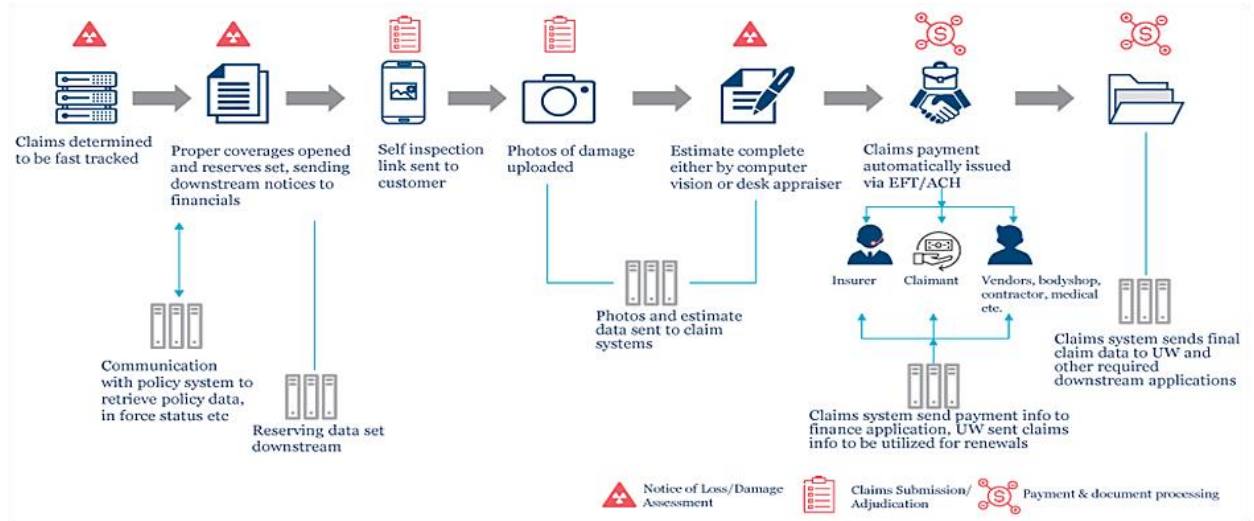 Claims determined
to be fast tracked
Proper coverages opened
and reserves set, sending
downstream notices to
financials
Self inspection
link sent to
customer
Photos of damage
uploaded
Estimate complete
either by computer
vision or desk appraiser
Claims payment
automatically issued
via EFT/ACH
Insurer
Claimant
Vendors, bodyshop,
contractor, medical
etc.
Communication
with policy system to
retrieve policy data,
in force status etc
Reserving data set
downstream
Photos and estimate
data sent to claim
systems
Claims system send payment info to
finance application, UW sent claims
info to be utilized for renewals
Claims system sends final
claim data to UW and
other required
downstream applications
Notice of Loss/Damage
Assessment
Claims Submission/
Adjudication
Payment & document processing